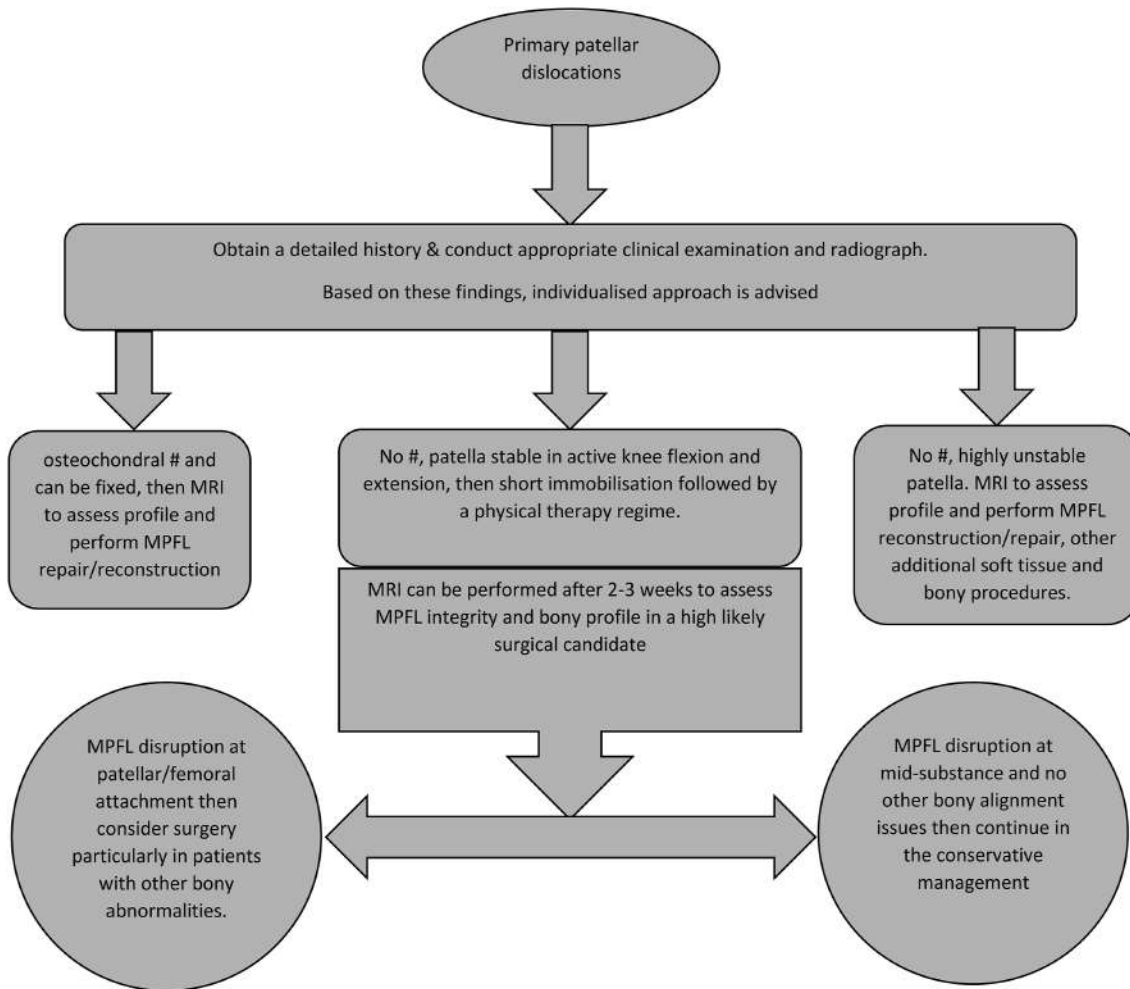 Primary patellar
dislocations
Obtain a detailed history & conduct appropriate clinical examination and radiograph.
Based on these findings, individualised approach is advised
osteochondral # and
can be fixed, then MRI
to assess profile and
perform MPFL
repair/reconstruction
No #, patella stable in active knee flexion and
extension, then short immobilisation followed by
a physical therapy regime.
No #, highly unstable
patella. MRI to assess
profile and perform MPFL
reconstruction/repair, other
additional soft tissue and
bony procedures.
MRI can be performed after 2-3 weeks to assess
MPFL integrity and bony profile in a high likely
surgical candidate
MPFL disruption at
patellar/femoral
attachment then
consider surgery
particularly in patients
with other bony
abnormalities.
MPFL disruption at
mid-substance and no
other bony alignment
issues then continue in
the conservative
management